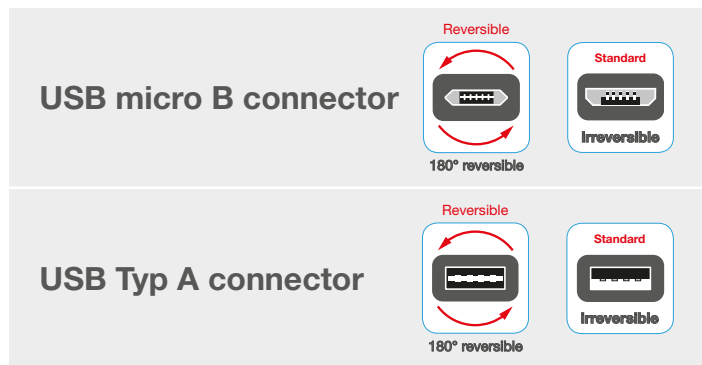 Reversible
Standard
USB micro B connector
Irreversible
180° reversible
Reversible
Standard
USB Typ A connector
Irreversible
180° reversible